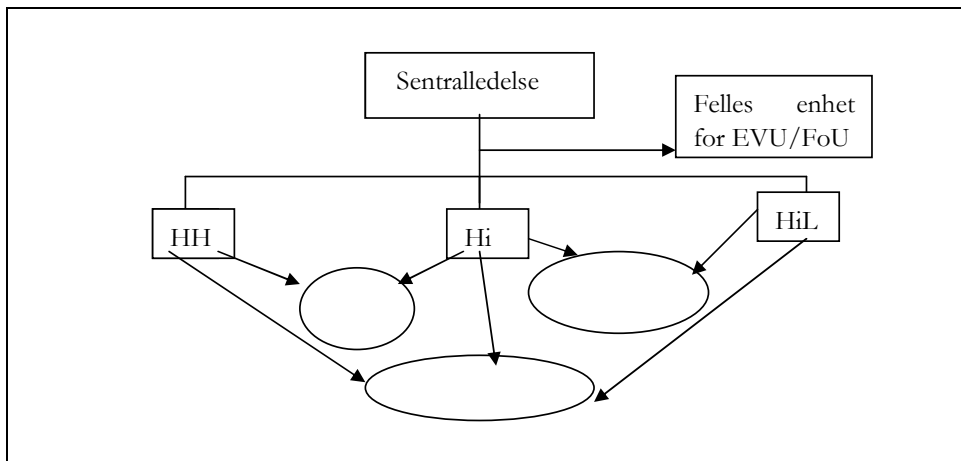 Sentralledelse
Felles enhet
for EVU/FoU
HH
Hi
HiL